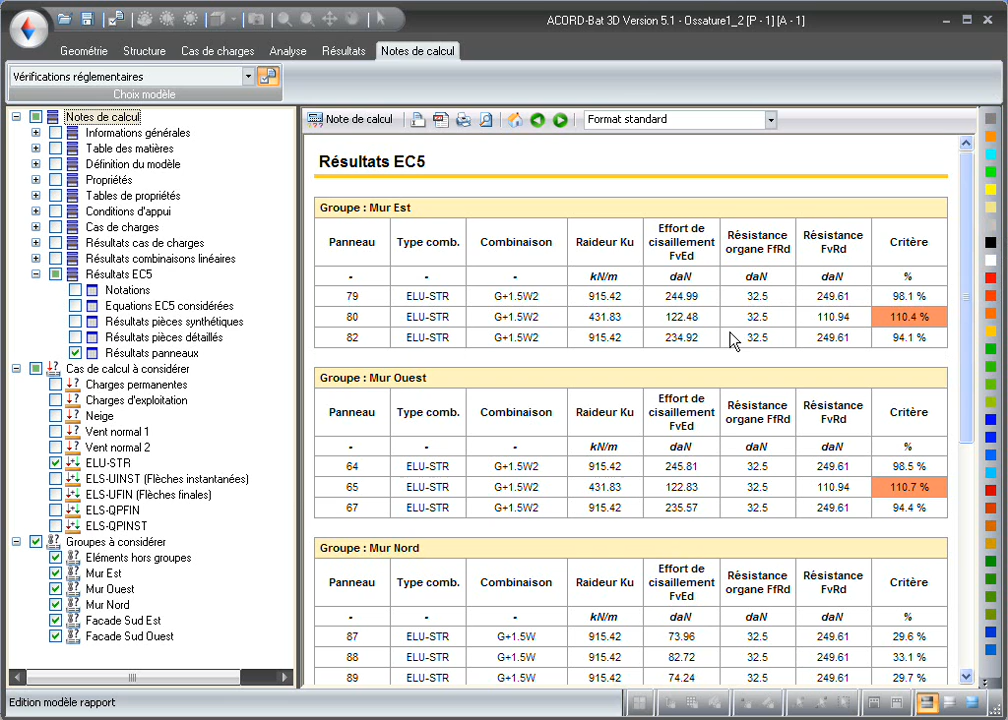 ACORD-Bat 3D Version 5.1 - Ossature1_2 [P - 1] [A - 1]
Geométrie Structure Cas de charges Analyse Résultats Notes de calcul
Vérifications réglementaires
Choix modèle
Notes de calcul
Informations générales
Table des matières
Définition du modèle
Propriétés
Tables de propriétés
Conditions d'appui
Cas de charges
Résultats cas de charges
Résultats combinaisons linéaires
Résultats EC5
Notations
Equations EC5 considérées
Résultats pièces synthétiques
Résultats pièces détaillés
Résultats panneaux
Cas de calcul à considérer
Charges permanentes
Charges d'exploitation
Neige
Vent normal 1
Vent normal 2
ELU-STR
ELS-UINST (Flèches instantanées)
ELS-UFIN (Flèches finales)
ELS-QPFIN
ELS-QPINST
Groupes à considérer
Eléments hors groupes
Mur Est
Mur Ouest
Mur Nord
Facade Sud Est
Facade Sud Ouest
Note de calcul Format standard
Résultats EC5
Groupe : Mur Est
Panneau Type comb. Combinaison Raideur Ku Effort de cisaillement FvEd Résistance organe FfRd Résistance FvRd Critère
- - - kN/m daN daN daN %
79 ELU-STR G+1.5W2 915.42 244.99 32.5 249.61 98.1 %
80 ELU-STR G+1.5W2 431.83 122.48 32.5 110.94 110.4 %
82 ELU-STR G+1.5W2 915.42 234.92 32.5 249.61 94.1 %
Groupe : Mur Ouest
Panneau Type comb. Combinaison Raideur Ku Effort de cisaillement FvEd Résistance organe FfRd Résistance FvRd Critère
- - - kN/m daN daN daN %
64 ELU-STR G+1.5W2 915.42 245.81 32.5 249.61 98.5 %
65 ELU-STR G+1.5W2 431.83 122.83 32.5 110.94 110.7 %
67 ELU-STR G+1.5W2 915.42 235.57 32.5 249.61 94.4 %
Groupe : Mur Nord
Panneau Type comb. Combinaison Raideur Ku Effort de cisaillement FvEd Résistance organe FfRd Résistance FvRd Critère
- - - kN/m daN daN daN %
87 ELU-STR G+1.5W 915.42 73.96 32.5 249.61 29.6 %
88 ELU-STR G+1.5W 915.42 82.72 32.5 249.61 33.1 %
89 ELU-STR G+1.5W 915.42 74.24 32.5 249.61 29.7 %
Edition modèle rapport